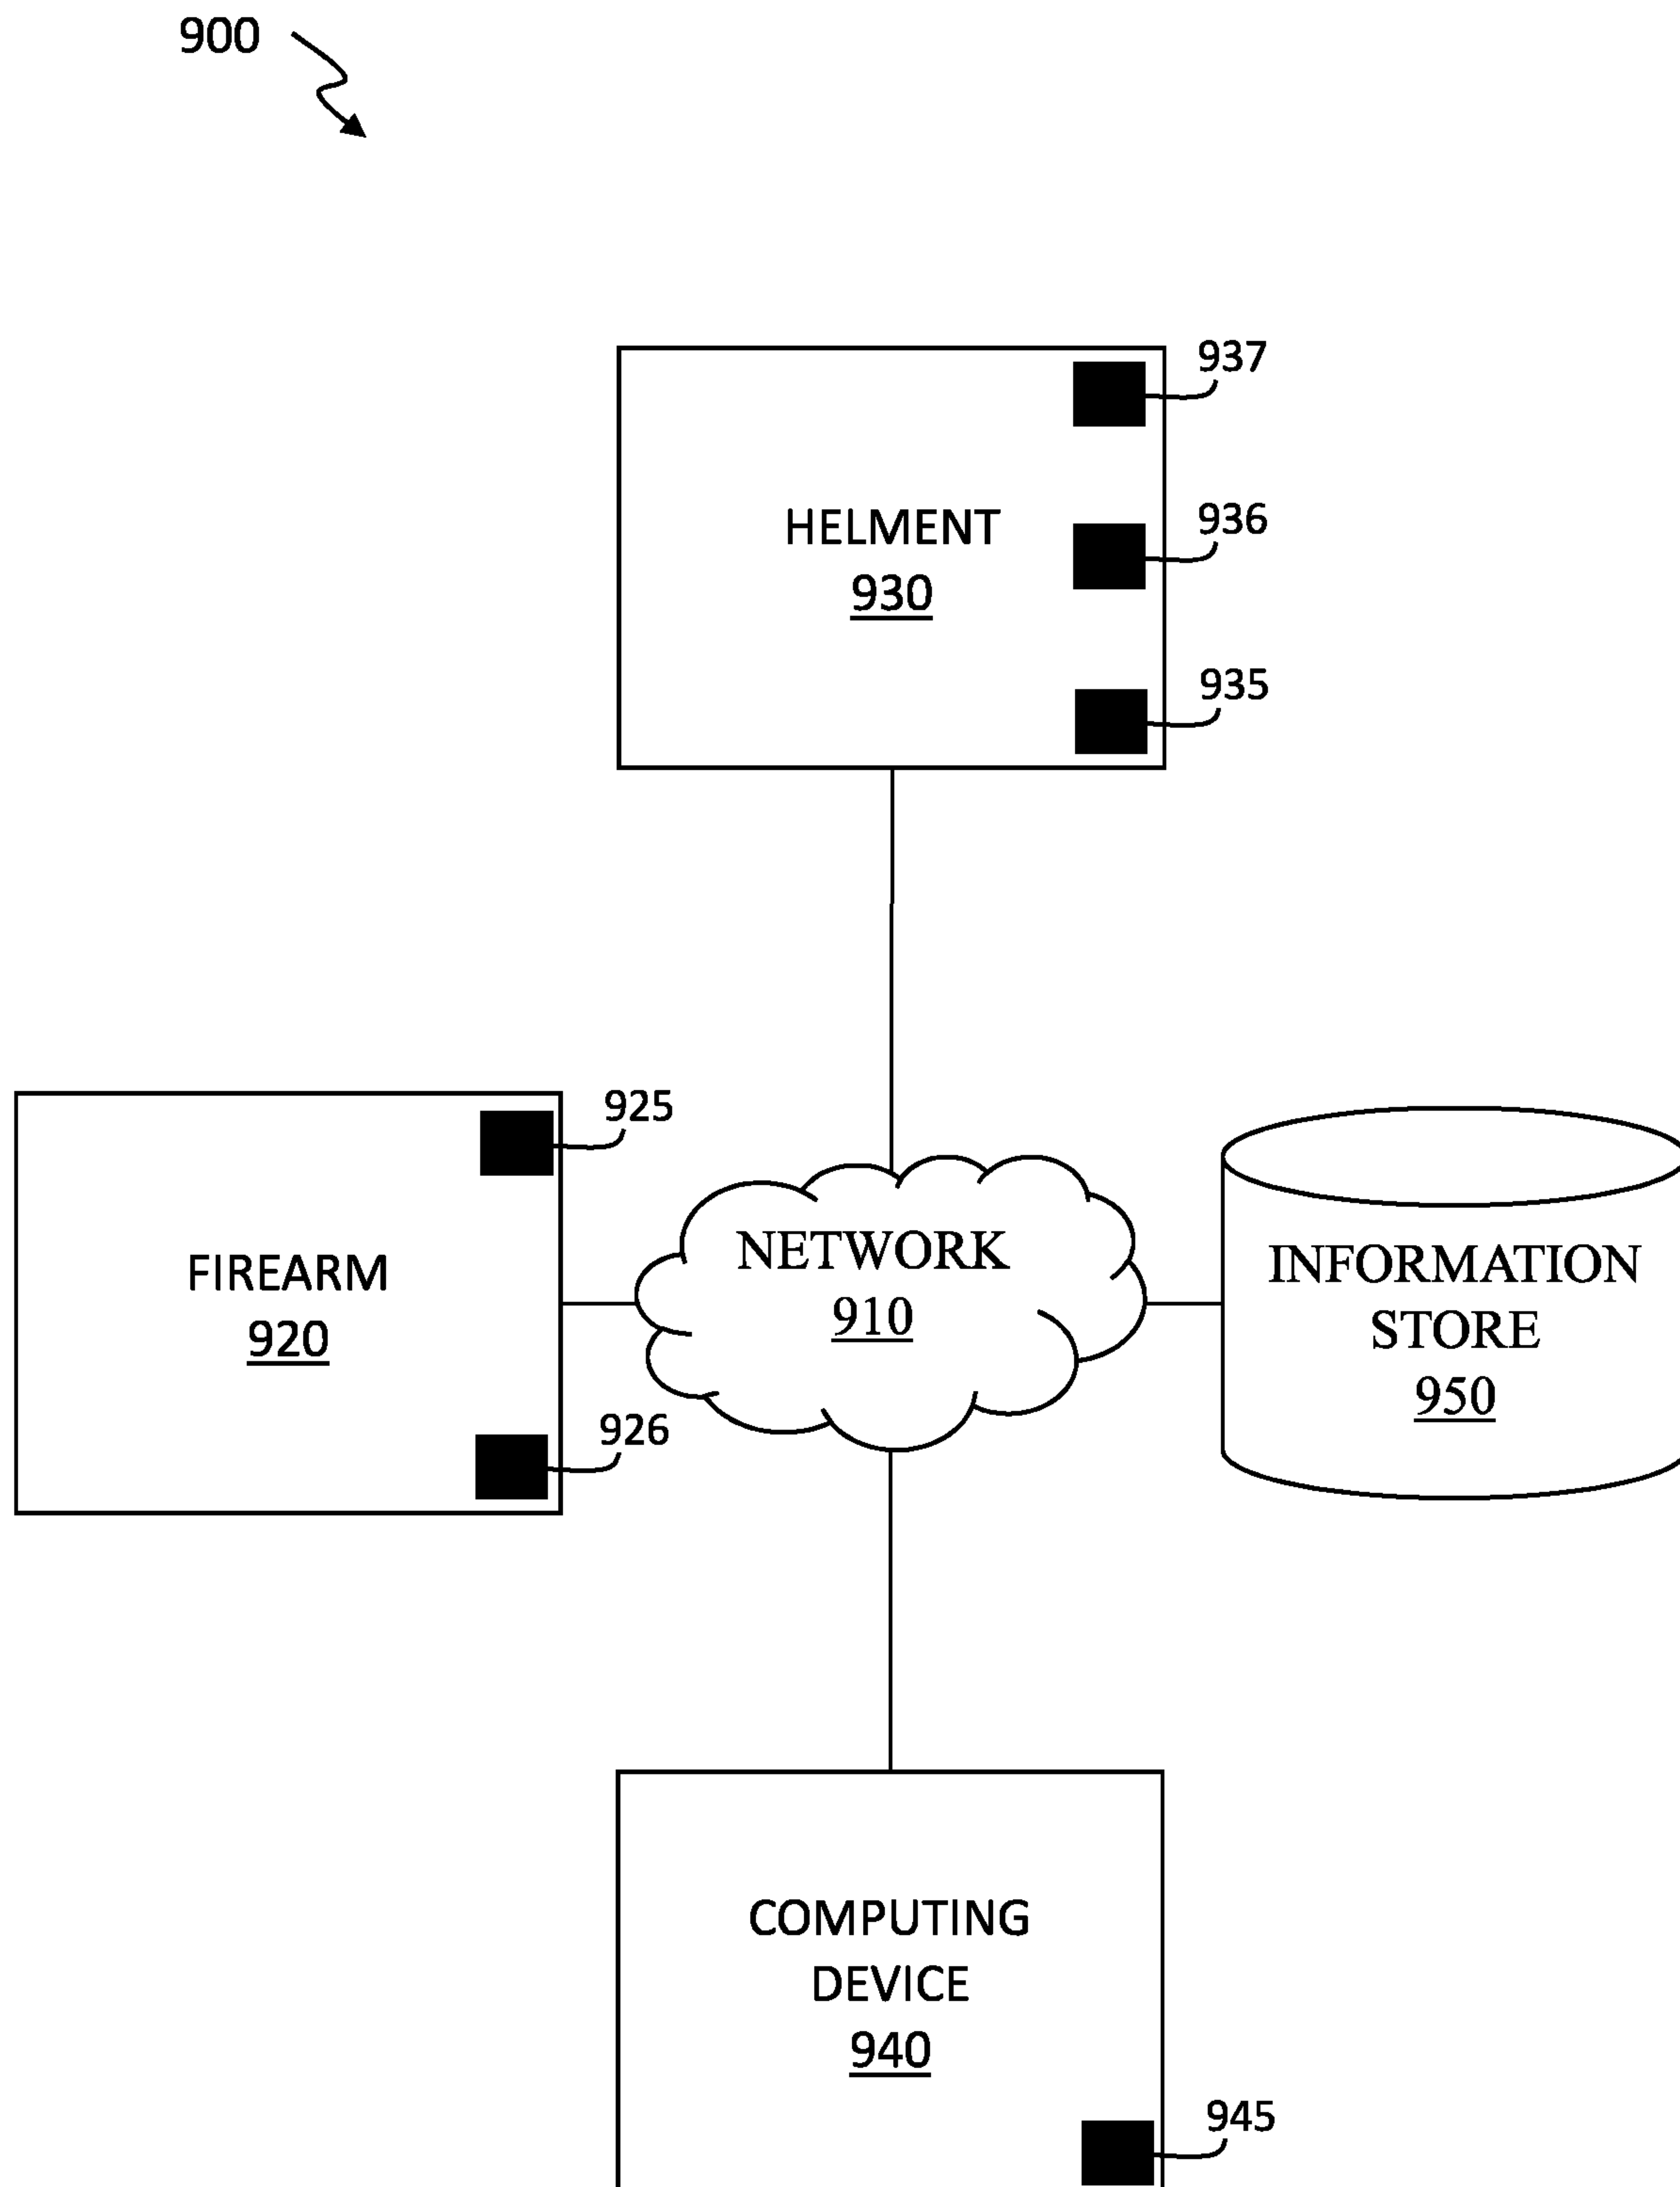 900
937
HELMENT
930
936
935
925
FIREARM
920
926
NETWORK
910
INFORMATION
STORE
950
COMPUTING
DEVICE
940
945